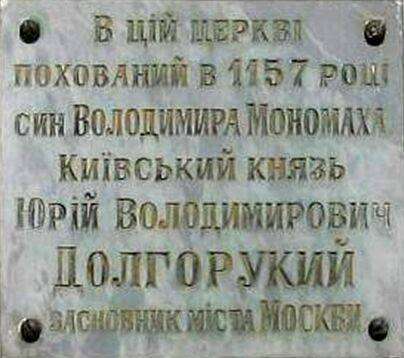 В ЦІЙ ЦЕРКВІ
ПОХОВАНИЙ В 1157 РОЦІ
СИН ВОЛОДИМИРА МОНОМАХА
КИЇВСЬКИЙ КНЯЗЬ
ЮРІЙ ВОЛОДИМИРОВИЧ
ДОЛГОРУКИЙ
ЗАСНОВНИК МІСТА МОСКВИ